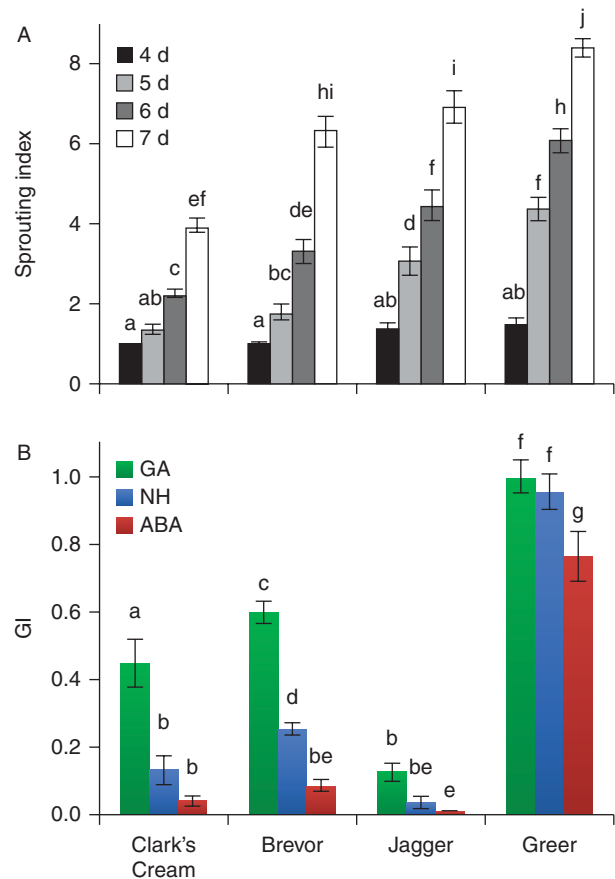 A
4 d
5 d
6 d
7 d
Sprouting index
8
6
4
2
0
a
ab
c
ef
a
bc
de
hi
ab
d
f
i
ab
f
h
j
B
GA
NH
ABA
GI
1.0
0.8
0.6
0.4
0.2
0.0
a
b
b
c
d
be
b
be
e
f
f
g
Clark's Cream
Brevor
Jagger
Greer